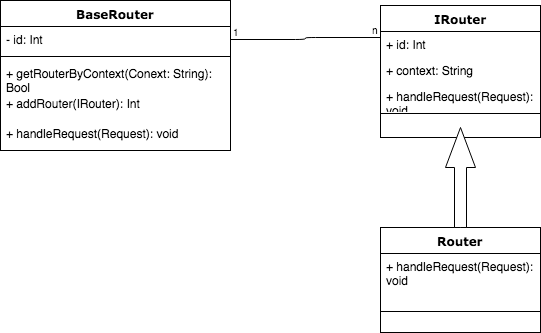 BaseRouter
- id: Int
+ getRouterByContext(Conext: String):
Bool
+ addRouter(IRouter): Int
+ handleRequest(Request): void
1
n
IRouter
+ id: Int
+ context: String
+ handleRequest(Request):
void
Router
+ handleRequest(Request):
void